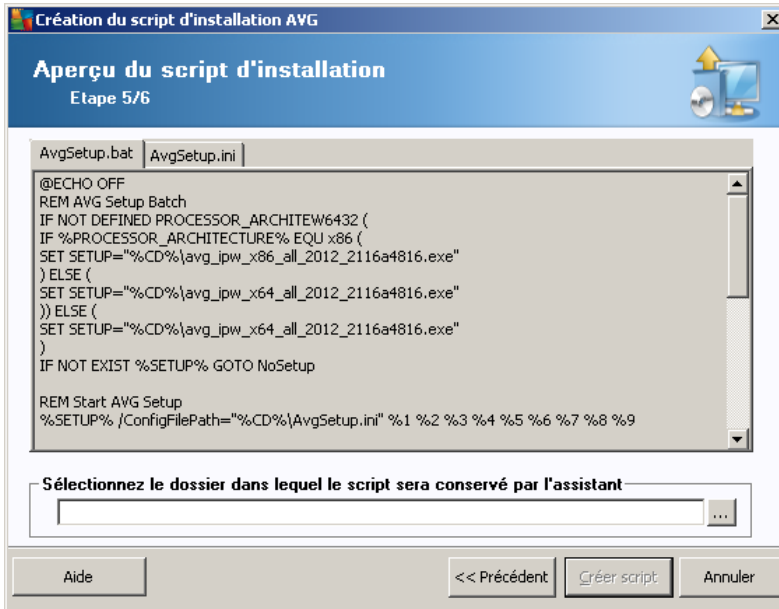 Création du script d'installation AVG
Aperçu du script d'installation
Etape 5/6
AvgSetup.bat
AvgSetup.ini
@ECHO OFF
REM AVG Setup Batch
IF NOT DEFINED PROCESSOR_ARCHITEW6432 (
IF %PROCESSOR_ARCHITECTURE% EQU x86 (
SET SETUP="%CD%\avg_ipw_x86_all_2012_2116a4816.exe"
) ELSE (
SET SETUP="%CD%\avg_ipw_x64_all_2012_2116a4816.exe"
)) ELSE (
SET SETUP="%CD%\avg_ipw_x64_all_2012_2116a4816.exe"
)
IF NOT EXIST %SETUP% GOTO NoSetup
REM Start AVG Setup
%SETUP% /ConfigFilePath="%CD%\AvgSetup.ini" %1 %2 %3 %4 %5 %6 %7 %8 %9
Sélectionnez le dossier dans lequel le script sera conservé par l'assistant
...
Aide
<< Précédent
Créer script
Annuler